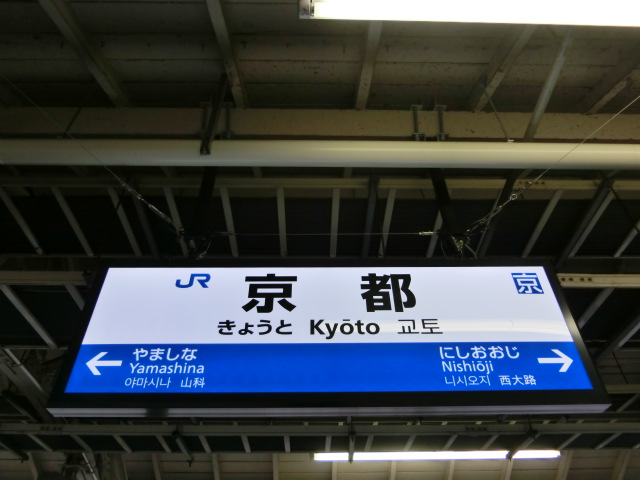 JR
京都
京
きょうと Kyōto 교토
やましな
Yamashina
야마시나 山科
にしおおじ
Nishiōji
니시오지 西大路